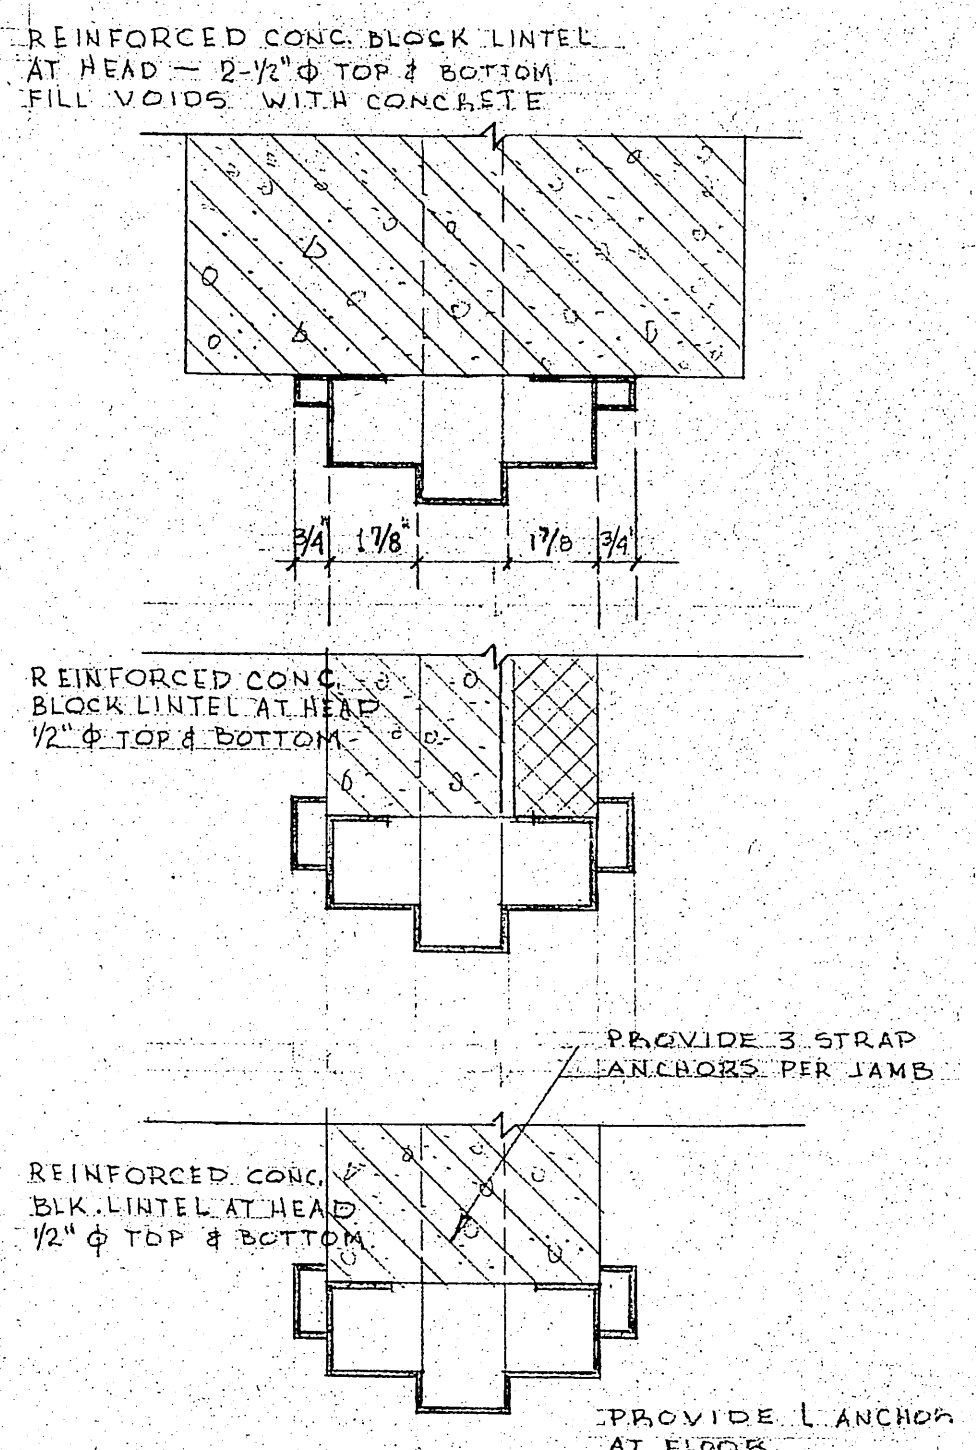 REINFORCED CONC. BLOCK LINTEL
AT HEAD — 2-1/2" ϕ TOP & BOTTOM
FILL VOIDS WITH CONCRETE
3/4" 1 7/8" 1 7/8 3/4"
REINFORCED CONC.
BLOCK LINTEL AT HEAD
1/2" ϕ TOP & BOTTOM
PROVIDE 3 STRAP
ANCHORS PER JAMB
REINFORCED CONC.
BLK. LINTEL AT HEAD
1/2" ϕ TOP & BOTTOM
PROVIDE L ANCHOR
AT FLOOR